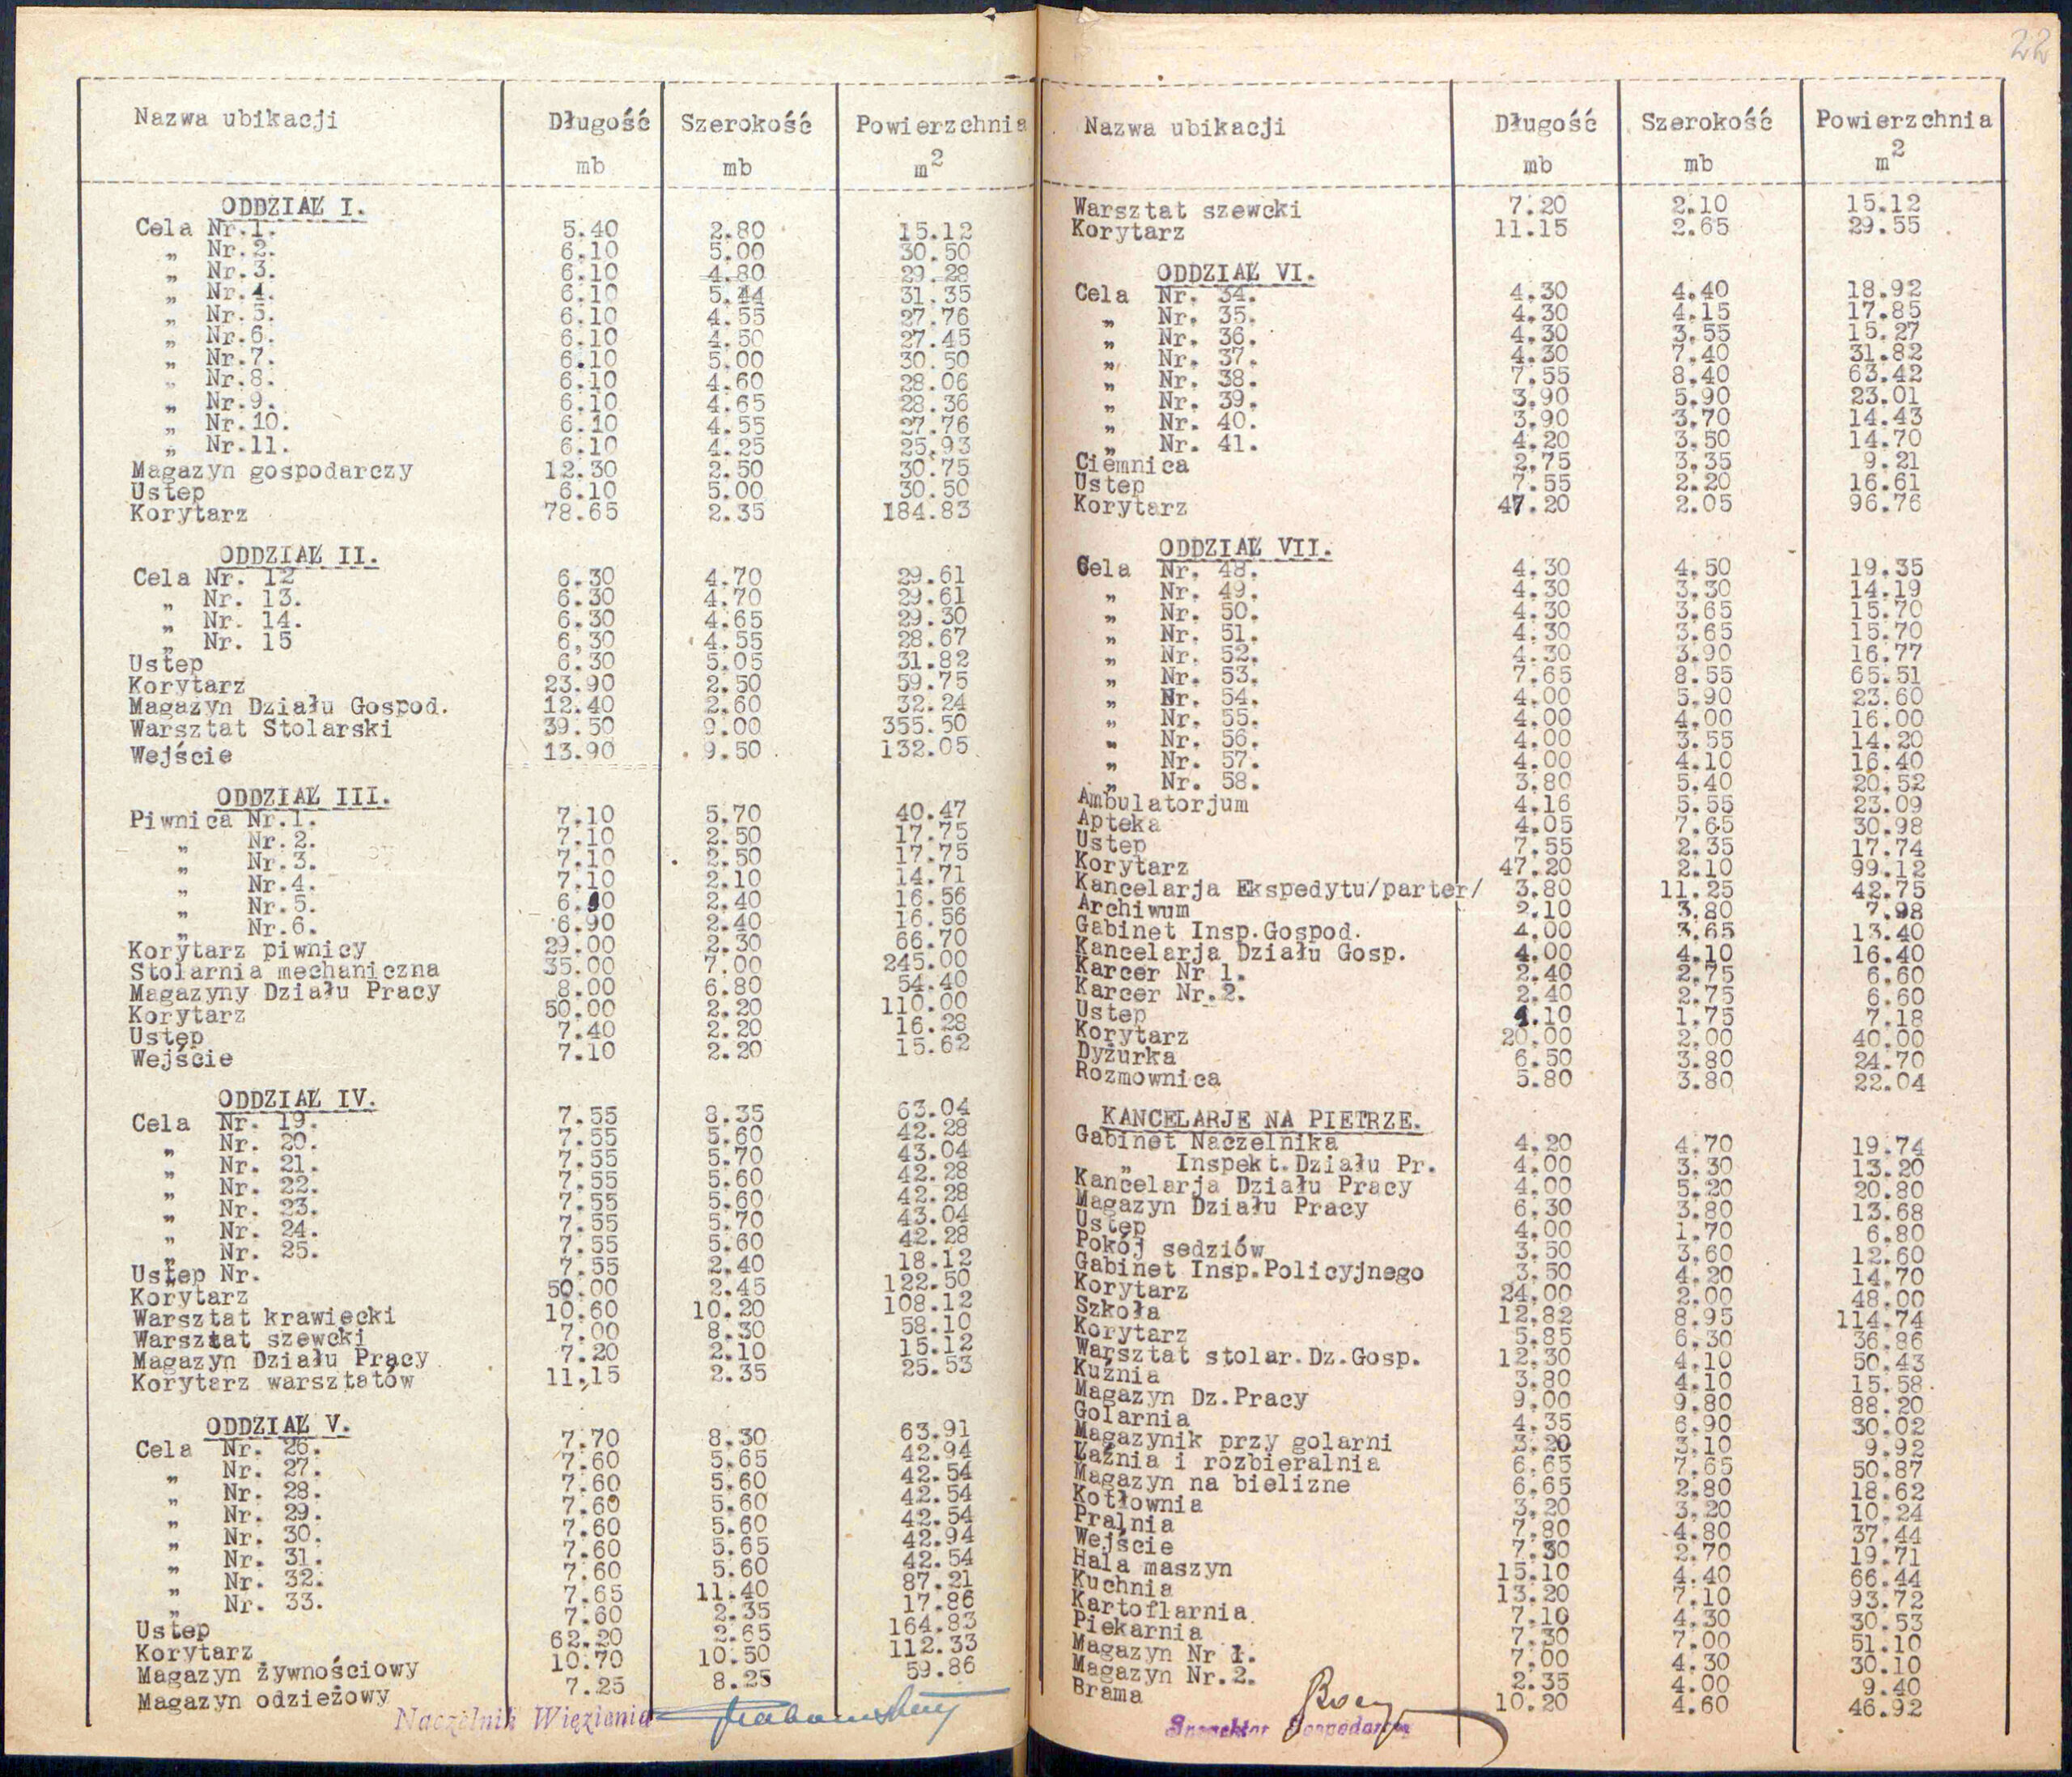 22
Nazwa ubikacji Długość Szerokość Powierzchnia
mb mb m2
ODDZIAŁ I.
Cela Nr.1. 5.40 2.80 15.12
„ Nr.2. 6.10 5.00 30.50
„ Nr.3. 6.10 4.80 29.28
„ Nr.4. 6.10 5.44 31.35
„ Nr.5. 6.10 4.55 27.76
„ Nr.6. 6.10 4.50 27.45
„ Nr.7. 6.10 5.00 30.50
„ Nr.8. 6.10 4.60 28.06
„ Nr.9. 6.10 4.65 28.36
„ Nr.10. 6.10 4.55 27.76
„ Nr.11. 6.10 4.25 25.93
Magazyn gospodarczy 12.30 2.50 30.75
Ustep 6.10 5.00 30.50
Korytarz 78.65 2.35 184.83
ODDZIAŁ II.
Cela Nr. 12 6.30 4.70 29.61
„ Nr. 13. 6.30 4.70 29.61
„ Nr. 14. 6.30 4.65 29.30
„ Nr. 15 6.30 4.55 28.67
Ustep 6.30 5.05 31.82
Korytarz 23.90 2.50 59.75
Magazyn Działu Gospod. 12.40 2.60 32.24
Warsztat Stolarski 39.50 9.00 355.50
Wejście 13.90 9.50 132.05
ODDZIAŁ III.
Piwnica Nr.1. 7.10 5.70 40.47
„ Nr.2. 7.10 2.50 17.75
„ Nr.3. 7.10 2.50 17.75
„ Nr.4. 7.10 2.10 14.71
„ Nr.5. 6.90 2.40 16.56
„ Nr.6. 6.90 2.40 16.56
Korytarz piwnicy 29.00 2.30 66.70
Stolarnia mechaniczna 35.00 7.00 245.00
Magazyny Działu Pracy 8.00 6.80 54.40
Korytarz 50.00 2.20 110.00
Ustęp 7.40 2.20 16.28
Wejście 7.10 2.20 15.62
ODDZIAŁ IV.
Cela Nr. 19. 7.55 8.35 63.04
„ Nr. 20. 7.55 5.60 42.28
„ Nr. 21. 7.55 5.70 43.04
„ Nr. 22. 7.55 5.60 42.28
„ Nr. 23. 7.55 5.60 42.28
„ Nr. 24. 7.55 5.70 43.04
„ Nr. 25. 7.55 5.60 42.28
Ustep Nr. 7.55 2.40 18.12
Korytarz 50.00 2.45 122.50
Warsztat krawiecki 10.60 10.20 108.12
Warsztat szewcki 7.00 8.30 58.10
Magazyn Działu Pracy 7.20 2.10 15.12
Korytarz warsztatów 11.15 2.35 25.53
ODDZIAŁ V.
Cela Nr. 26. 7.70 8.30 63.91
„ Nr. 27. 7.60 5.65 42.94
„ Nr. 28. 7.60 5.60 42.54
„ Nr. 29. 7.60 5.60 42.54
„ Nr. 30. 7.60 5.60 42.54
„ Nr. 31. 7.60 5.65 42.94
„ Nr. 32. 7.60 5.60 42.54
„ Nr. 33. 7.65 11.40 87.21
Ustep 7.60 2.35 17.86
Korytarz 62.20 2.65 164.83
Magazyn żywnościowy 10.70 10.50 112.33
Magazyn odzieżowy 7.25 8.25 59.86
Naczelnik Więzienia
Nazwa ubikacji Długość Szerokość Powierzchnia
mb mb m2
Warsztat szewcki 7.20 2.10 15.12
Korytarz 11.15 2.65 29.55
ODDZIAŁ VI.
Cela Nr. 34. 4.30 4.40 18.92
„ Nr. 35. 4.30 4.15 17.85
„ Nr. 36. 4.30 3.55 15.27
„ Nr. 37. 4.30 7.40 31.82
„ Nr. 38. 7.55 8.40 63.42
„ Nr. 39. 3.90 5.90 23.01
„ Nr. 40. 3.90 3.70 14.43
„ Nr. 41. 4.20 3.50 14.70
Ciemnica 2.75 3.35 9.21
Ustep 7.55 2.20 16.61
Korytarz 47.20 2.05 96.76
ODDZIAŁ VII.
Cela Nr. 48. 4.30 4.50 19.35
„ Nr. 49. 4.30 3.30 14.19
„ Nr. 50. 4.30 3.65 15.70
„ Nr. 51. 4.30 3.65 15.70
„ Nr. 52. 4.30 3.90 16.77
„ Nr. 53. 7.65 8.55 65.51
„ Nr. 54. 4.00 5.90 23.60
„ Nr. 55. 4.00 4.00 16.00
„ Nr. 56. 4.00 3.55 14.20
„ Nr. 57. 4.00 4.10 16.40
„ Nr. 58. 3.80 5.40 20.52
Ambulatorjum 4.16 5.55 23.09
Apteka 4.05 7.65 30.98
Ustep 7.55 2.35 17.74
Korytarz 47.20 2.10 99.12
Kancelarja Ekspedytu/parter/ 3.80 11.25 42.75
Archiwum 2.10 3.80 7.98
Gabinet Insp.Gospod. 4.00 3.65 13.40
Kancelarja Działu Gosp. 4.00 4.10 16.40
Karcer Nr 1. 2.40 2.75 6.60
Karcer Nr.2. 2.40 2.75 6.60
Ustep 4.10 1.75 7.18
Korytarz 20.00 2.00 40.00
Dyżurka 6.50 3.80 24.70
Rozmownica 5.80 3.80 22.04
KANCELARJE NA PIETRZE.
Gabinet Naczelnika 4.20 4.70 19.74
„ Inspekt.Działu Pr. 4.00 3.30 13.20
Kancelarja Działu Pracy 4.00 5.20 20.80
Magazyn Działu Pracy 6.30 3.80 13.68
Ustęp 4.00 1.70 6.80
Pokój sedziów 3.50 3.60 12.60
Gabinet Insp.Policyjnego 3.50 4.20 14.70
Korytarz 24.00 2.00 48.00
Szkoła 12.82 8.95 114.74
Korytarz 5.85 6.30 36.86
Warsztat stolar.Dz.Gosp. 12.30 4.10 50.43
Kuźnia 3.80 4.10 15.58
Magazyn Dz.Pracy 9.00 9.80 88.20
Golarnia 4.35 6.90 30.02
Magazynik przy golarni 3.20 3.10 9.92
Łaźnia i rozbieralnia 6.65 7.65 50.87
Magazyn na bielizne 6.65 2.80 18.62
Kotłownia 3.20 3.20 10.24
Pralnia 7.80 4.80 37.44
Wejście 7.30 2.70 19.71
Hala maszyn 15.10 4.40 66.44
Kuchnia 13.20 7.10 93.72
Kartoflarnia 7.10 4.30 30.53
Piekarnia 7.30 7.00 51.10
Magazyn Nr 1. 7.00 4.30 30.10
Magazyn Nr.2. 2.35 4.00 9.40
Brama 10.20 4.60 46.92
Inspektor Gospodarczy